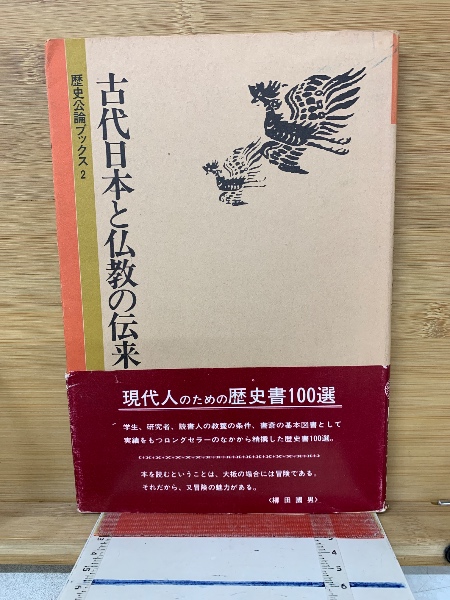 歴史公論ブックス2
古代日本と仏教の伝来
現代人のための歴史書100選
学生、研究者、読書人の教養の条件、書斎の基本図書として
実績をもつロングセラーのなかから精撰した歴史書100選。
本を読むということは、大抵の場合には冒険である。
それだから、又冒険の魅力がある。
〈柳田國男〉